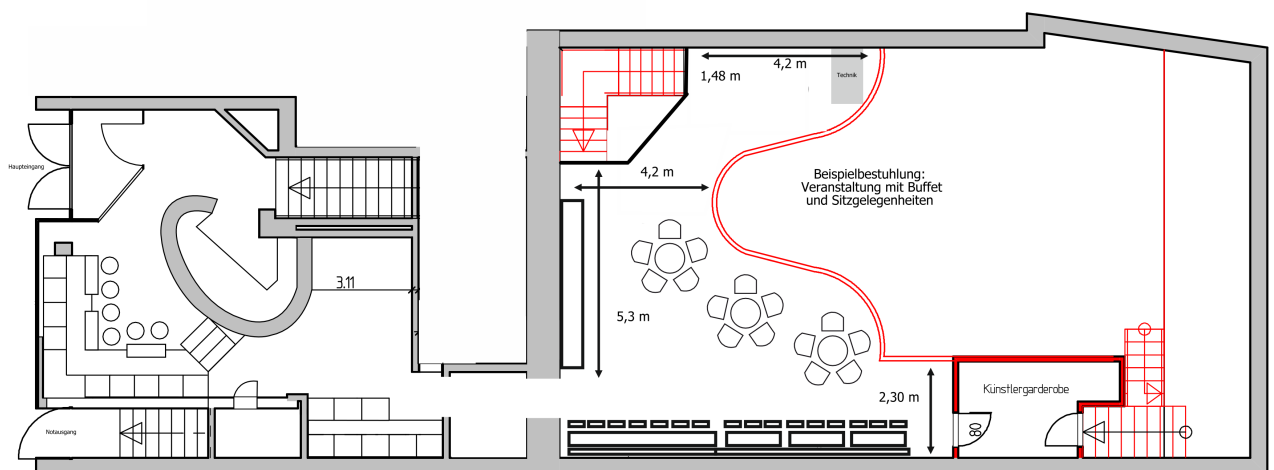 4,2 m
1,48 m
Technik
Haupteingang
4,2 m
Beispielbestuhlung:
Veranstaltung mit Buffet
und Sitzgelegenheiten
3.11
5,3 m
2,30 m
Künstlergarderobe
80
Notausgang